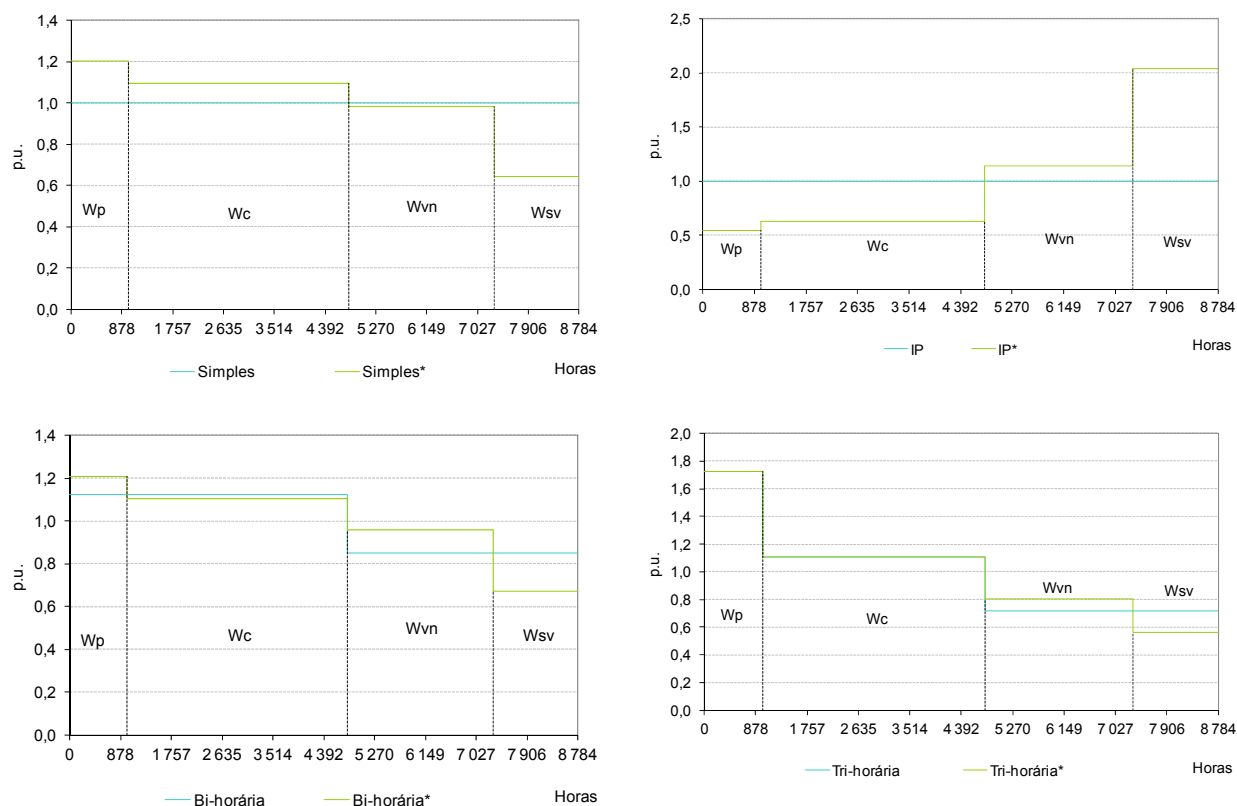 1,4
1,2
1,0
0,8
0,6
0,4
0,2
0,0
p.u.
Wp
Wc
Wvn
Wsv
0 878 1 757 2 635 3 514 4 392 5 270 6 149 7 027 7 906 8 784
Simples Simples* Horas
2,5
2,0
1,5
1,0
0,5
0,0
p.u.
Wp
Wc
Wvn
Wsv
0 878 1 757 2 635 3 514 4 392 5 270 6 149 7 027 7 906 8 784
IP IP* Horas
1,4
1,2
1,0
0,8
0,6
0,4
0,2
0,0
p.u.
Wp
Wc
Wvn
Wsv
0 878 1 757 2 635 3 514 4 392 5 270 6 149 7 027 7 906 8 784
Bi-horária Bi-horária* Horas
2,0
1,8
1,6
1,4
1,2
1,0
0,8
0,6
0,4
0,2
0,0
p.u.
Wp
Wc
Wvn
Wsv
0 878 1 757 2 635 3 514 4 392 5 270 6 149 7 027 7 906 8 784
Tri-horária Tri-horária* Horas